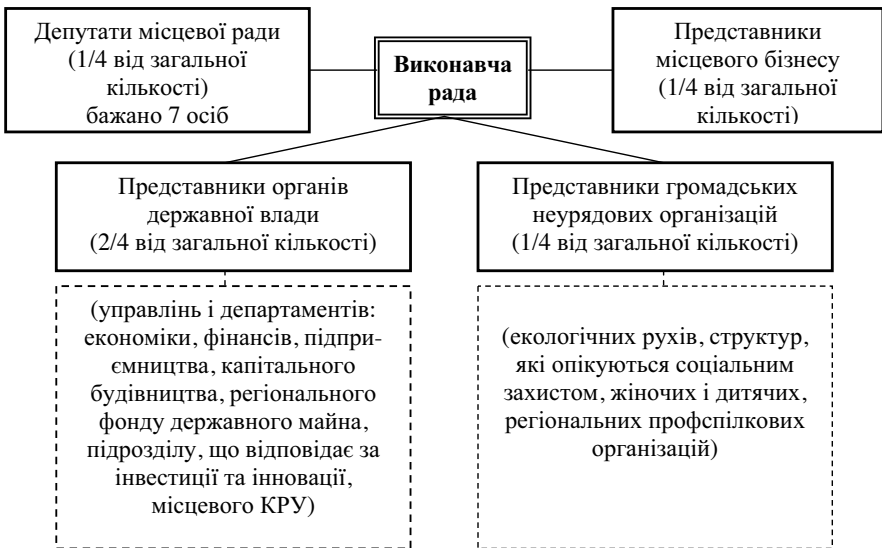 Депутати місцевої ради
(1/4 від загальної
кількості)
бажано 7 осіб
Виконавча
рада
Представники
місцевого бізнесу
(1/4 від загальної
кількості)
Представники органів
державної влади
(2/4 від загальної кількості)
Представники громадських
неурядових організацій
(1/4 від загальної кількості)
(управлінь і департаментів:
економіки, фінансів, підпри-
ємництва, капітального
будівництва, регіонального
фонду державного майна,
підрозділу, що відповідає за
інвестиції та інновації,
місцевого КРУ)
(екологічних рухів, структур,
які опікуються соціальним
захистом, жіночих і дитячих,
регіональних профспілкових
організацій)